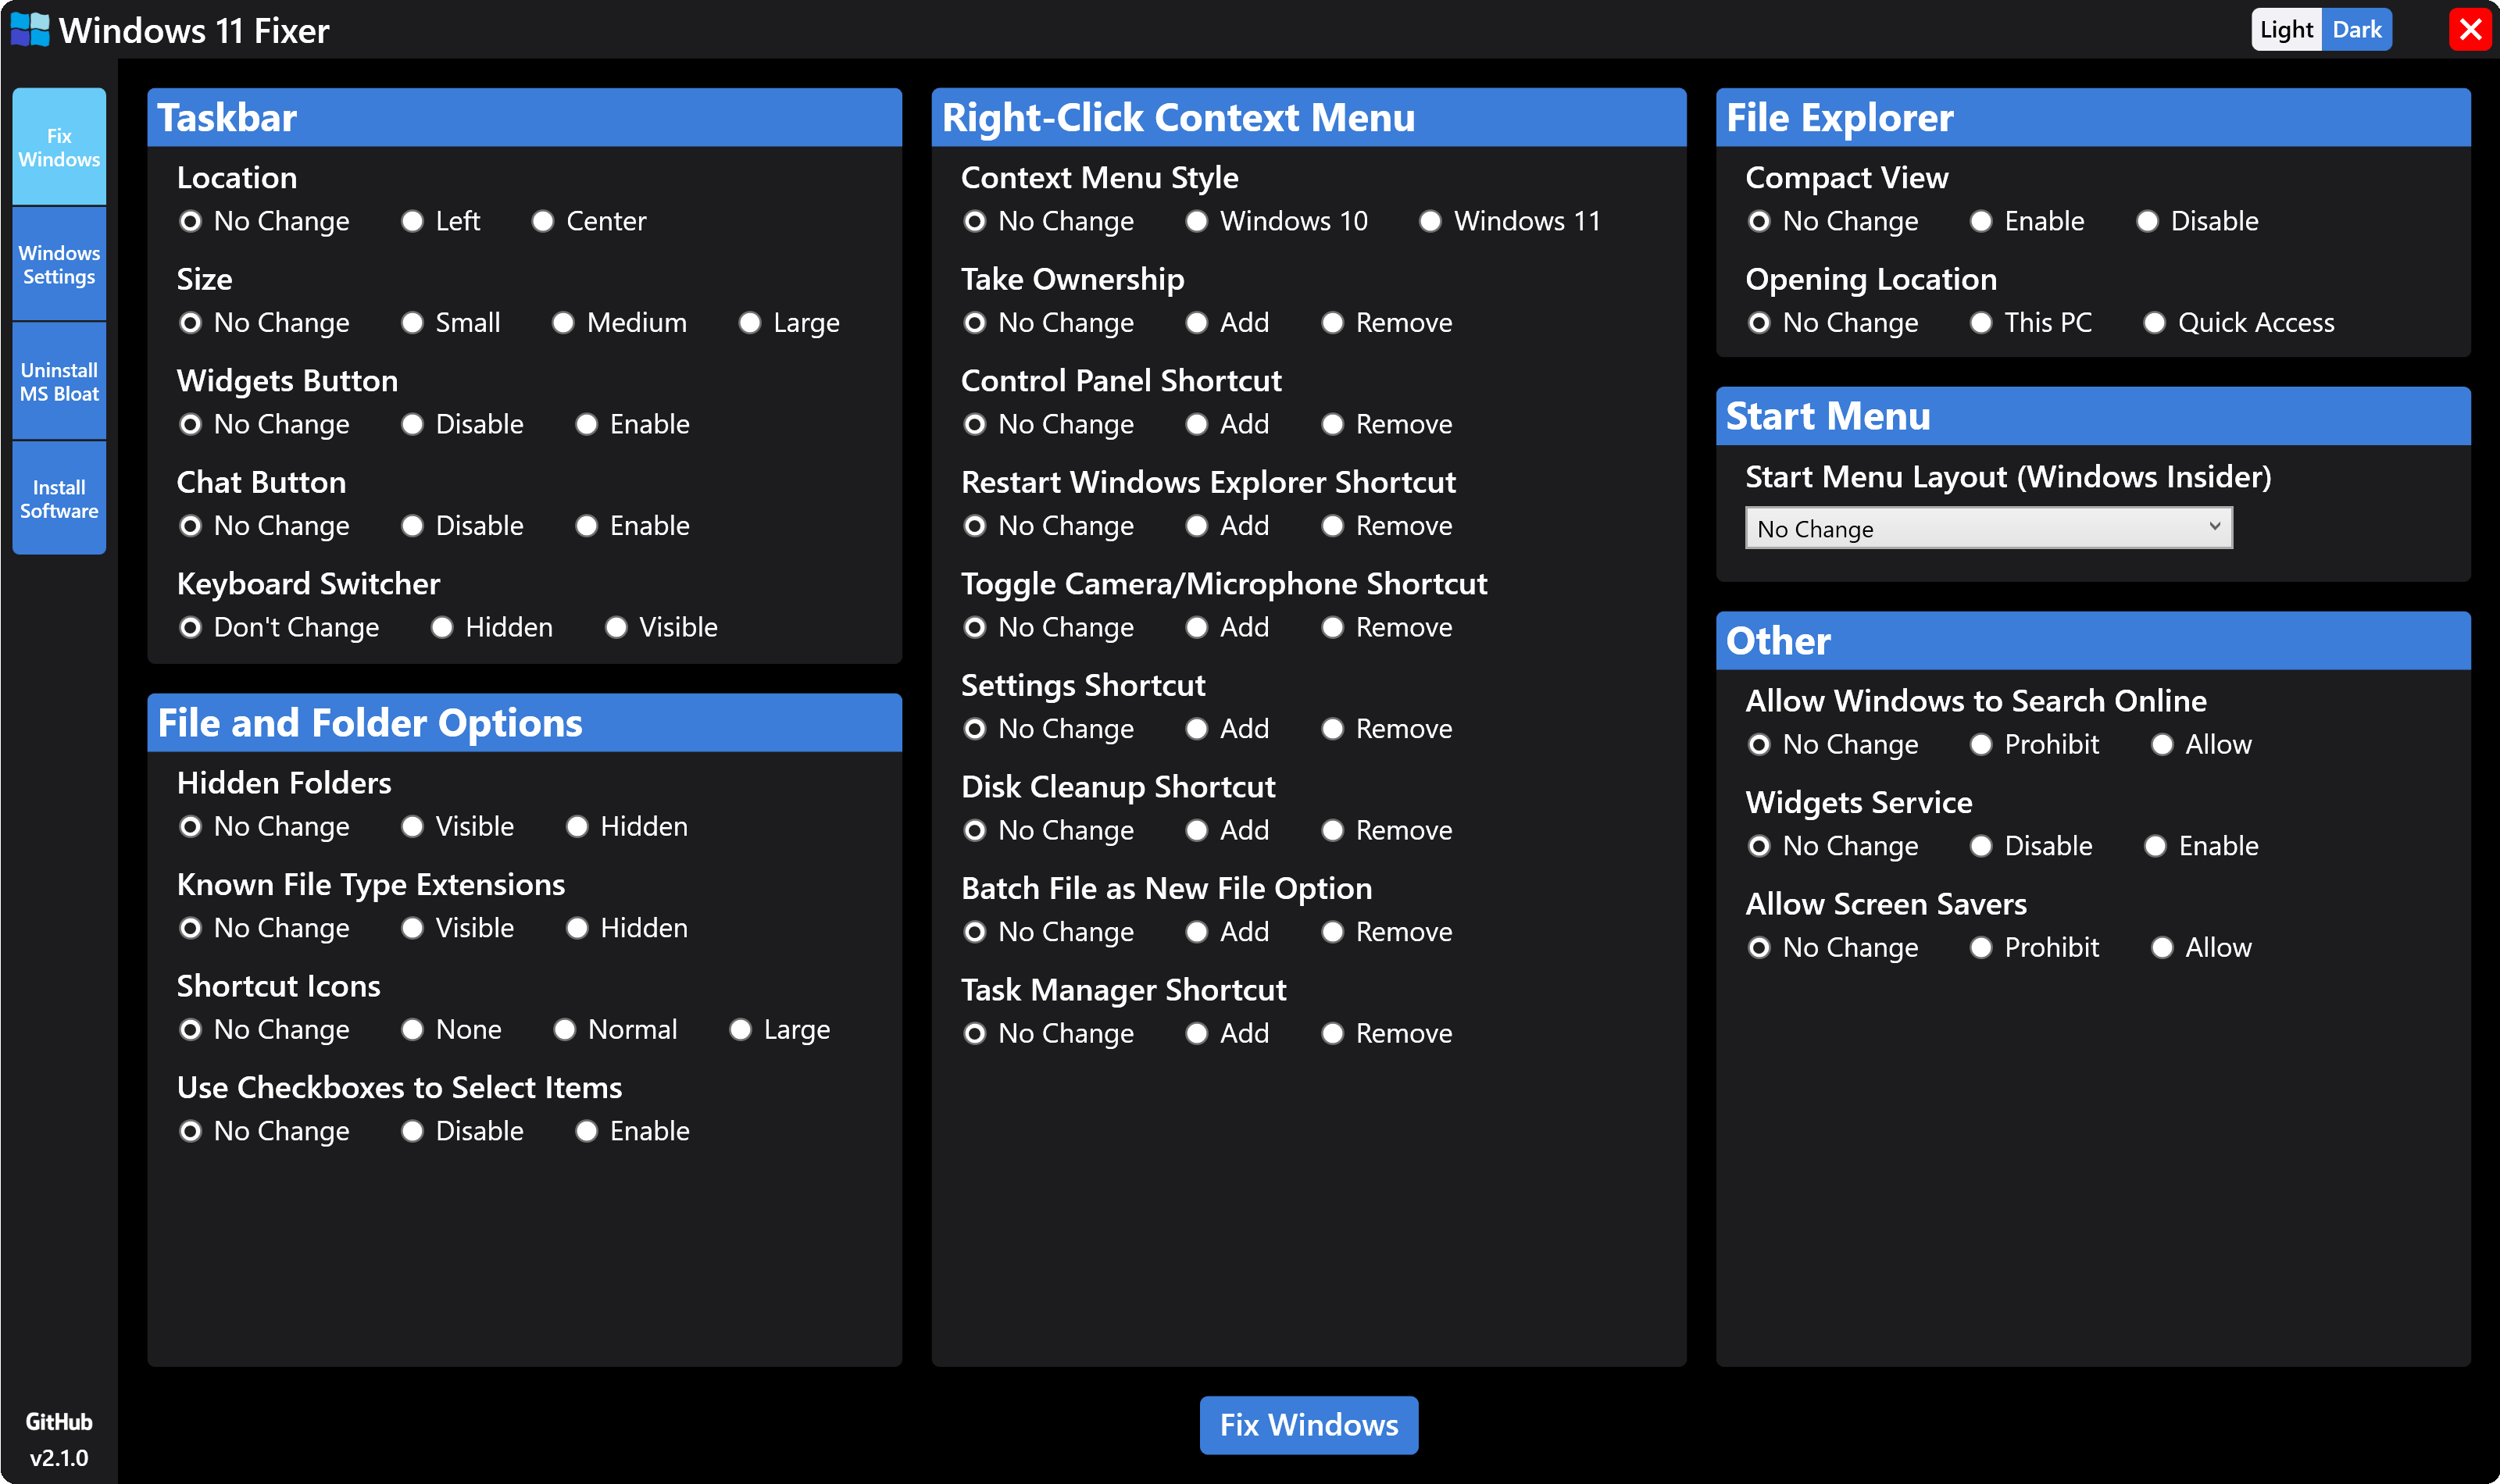 Windows 11 Fixer
Light Dark
Fix
Windows
Windows
Settings
Uninstall
MS Bloat
Install
Software
GitHub
v2.1.0
Taskbar
Location
No Change Left Center
Size
No Change Small Medium Large
Widgets Button
No Change Disable Enable
Chat Button
No Change Disable Enable
Keyboard Switcher
Don't Change Hidden Visible
File and Folder Options
Hidden Folders
No Change Visible Hidden
Known File Type Extensions
No Change Visible Hidden
Shortcut Icons
No Change None Normal Large
Use Checkboxes to Select Items
No Change Disable Enable
Right-Click Context Menu
Context Menu Style
No Change Windows 10 Windows 11
Take Ownership
No Change Add Remove
Control Panel Shortcut
No Change Add Remove
Restart Windows Explorer Shortcut
No Change Add Remove
Toggle Camera/Microphone Shortcut
No Change Add Remove
Settings Shortcut
No Change Add Remove
Disk Cleanup Shortcut
No Change Add Remove
Batch File as New File Option
No Change Add Remove
Task Manager Shortcut
No Change Add Remove
File Explorer
Compact View
No Change Enable Disable
Opening Location
No Change This PC Quick Access
Start Menu
Start Menu Layout (Windows Insider)
No Change
Other
Allow Windows to Search Online
No Change Prohibit Allow
Widgets Service
No Change Disable Enable
Allow Screen Savers
No Change Prohibit Allow
Fix Windows